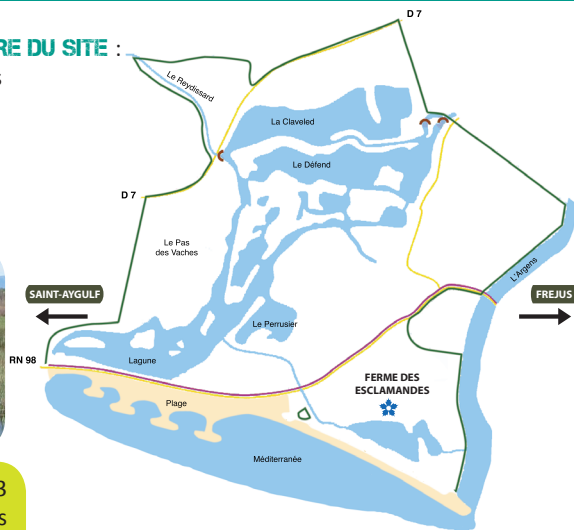 RE DU SITE :
s
D 7
Le Reydissard
La Claveled
Le Défend
D 7
Le Pas
des Vaches
L'Argens
SAINT-AYGULF
FREJUS
Le Perrusier
RN 98
Lagune
FERME DES
ESCLAMANDES
Plage
Méditerranée
3
s